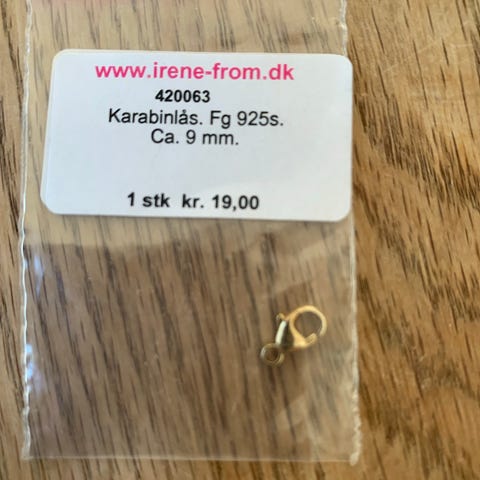 www.irene-from.dk
420063
Karabinlås. Fg 925s.
Ca. 9 mm.
1 stk kr. 19,00